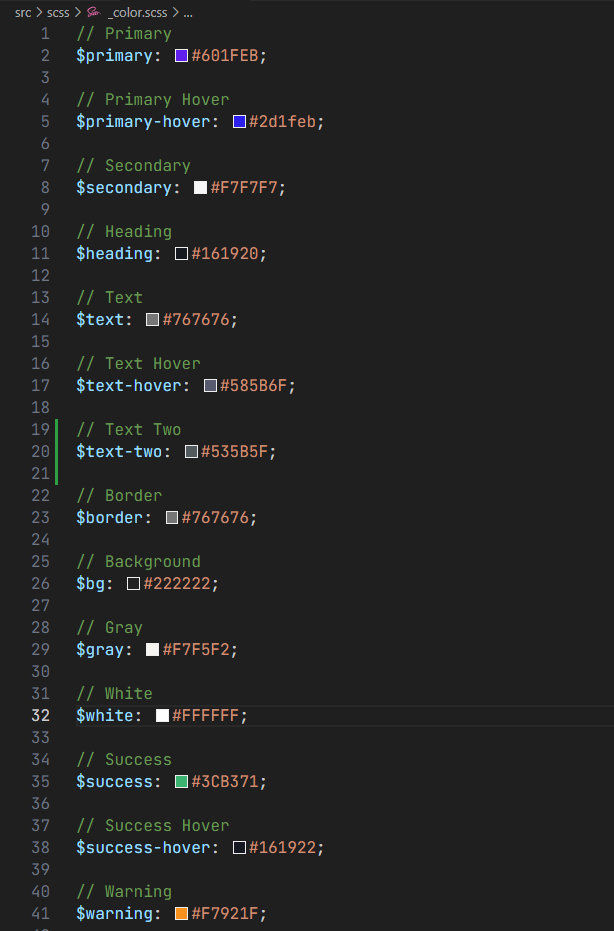 src > scss > _color.scss > ...
1 // Primary
2 $primary: #601FEB;
3
4 // Primary Hover
5 $primary-hover: #2d1feb;
6
7 // Secondary
8 $secondary: #F7F7F7;
9
10 // Heading
11 $heading: #161920;
12
13 // Text
14 $text: #767676;
15
16 // Text Hover
17 $text-hover: #585B6F;
18
19 // Text Two
20 $text-two: #535B5F;
21
22 // Border
23 $border: #767676;
24
25 // Background
26 $bg: #222222;
27
28 // Gray
29 $gray: #F7F5F2;
30
31 // White
32 $white: #FFFFFF;
33
34 // Success
35 $success: #3CB371;
36
37 // Success Hover
38 $success-hover: #161922;
39
40 // Warning
41 $warning: #F7921F;